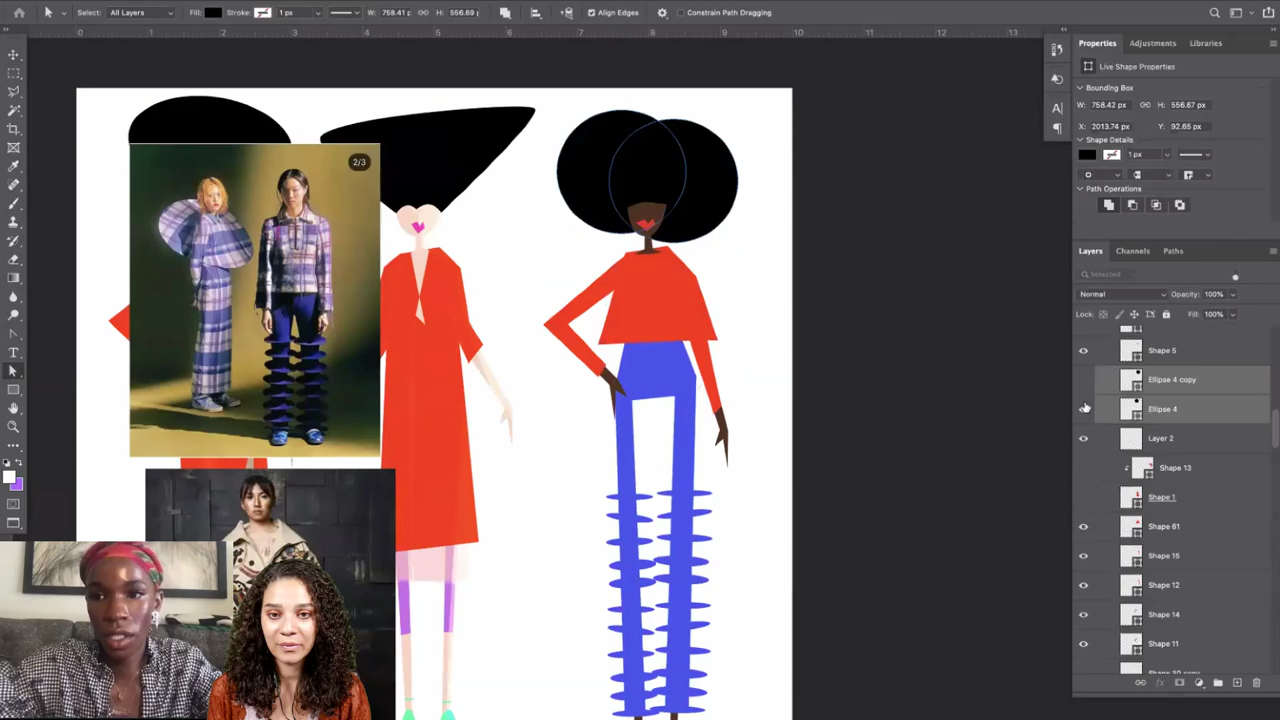 Select: All Layers Fill: Stroke: 1 px W: 758.41 p H: 556.69 Align Edges Constrain Path Dragging
0 1 2 3 4 5 6 7 8 9 10 11 12 13
2/3
Properties Adjustments Libraries
Live Shape Properties
Bounding Box
W: 758.42 px H: 556.67 px
X: 2013.74 px Y: 92.65 px
Shape Details
1 px
Path Operations
Layers Channels Paths
Selected
Normal Opacity: 100%
Lock: Fill: 100%
Shape 5
Ellipse 4 copy
Ellipse 4
Layer 2
Shape 13
Shape 1
Shape 61
Shape 15
Shape 12
Shape 14
Shape 11